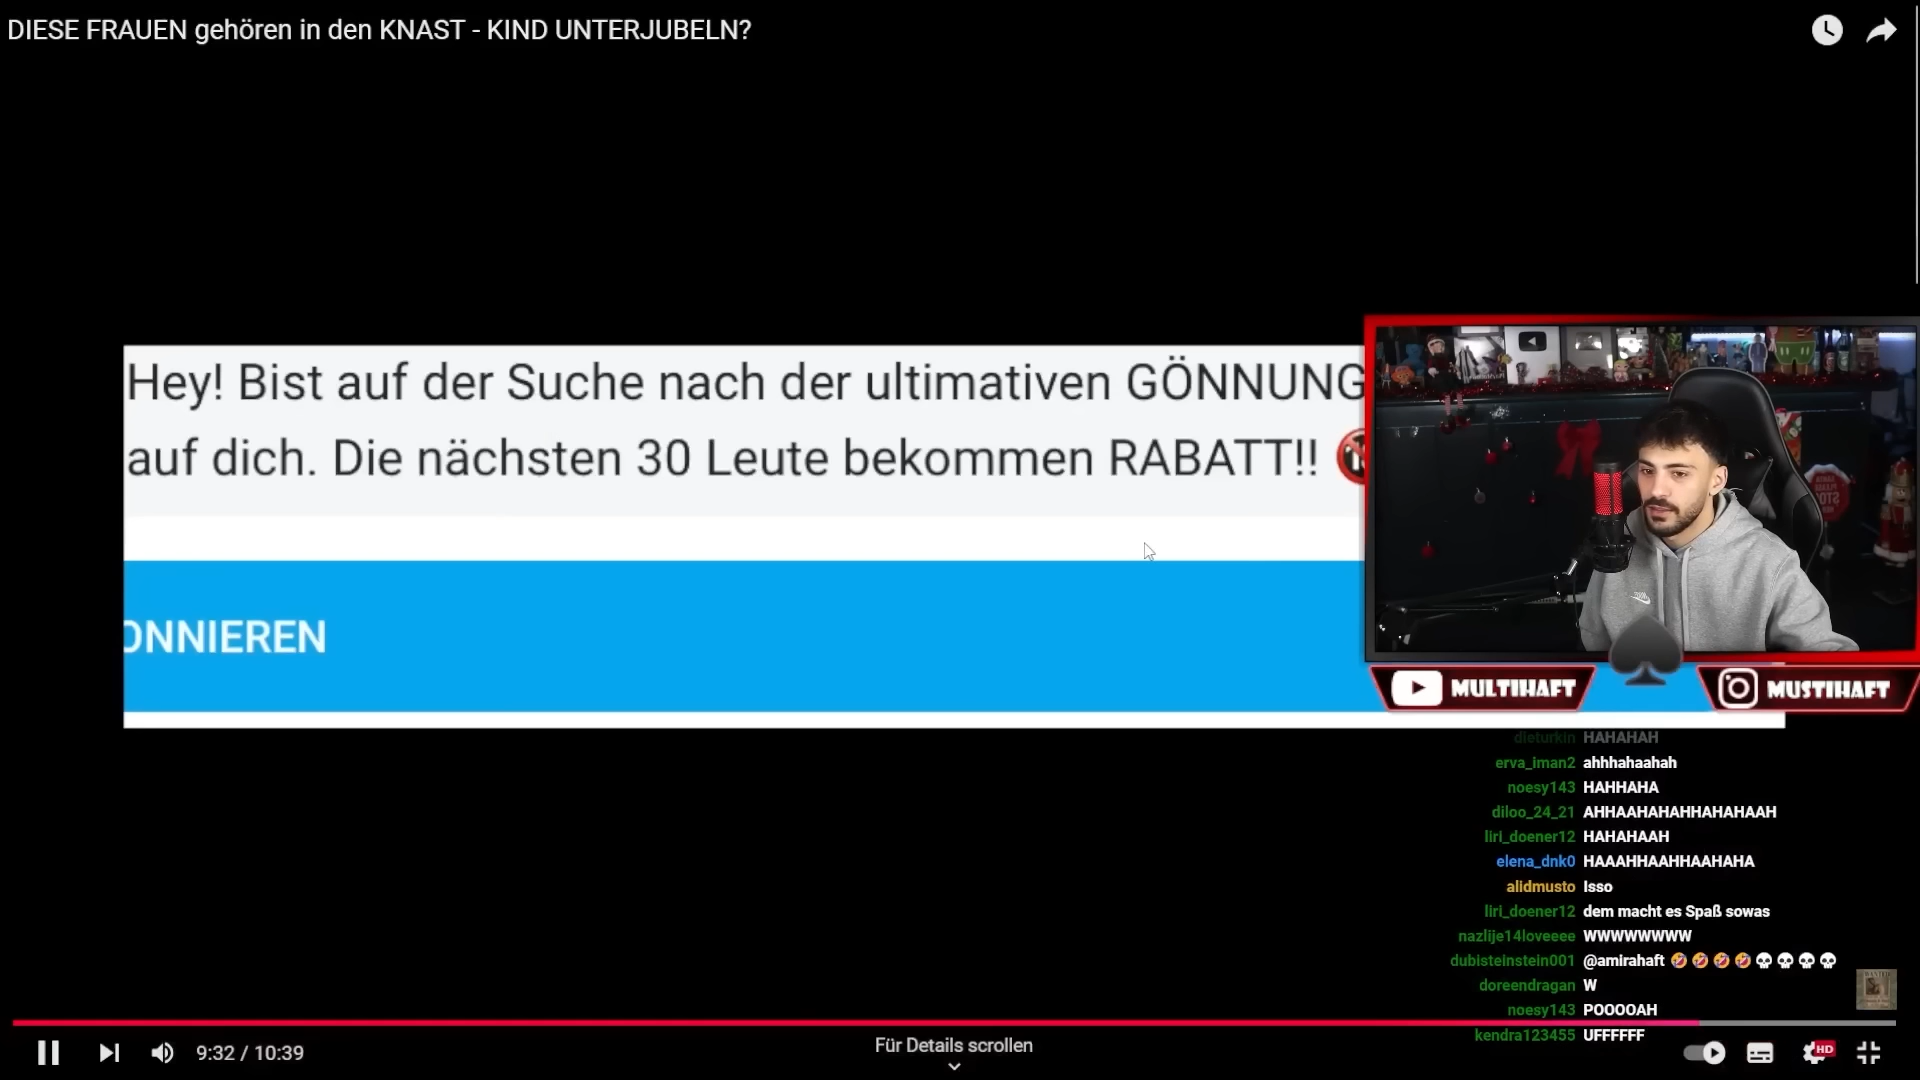 DIESE FRAUEN gehören in den KNAST - KIND UNTERJUBELN?
Hey! Bist auf der Suche nach der ultimativen GÖNNUNG
auf dich. Die nächsten 30 Leute bekommen RABATT!! 🔞
ONNIEREN
MULTIHAFT
MUSTIHAFT
dieturkin HAHAHAH
erva_iman2 ahhhahaahah
noesy143 HAHHAHA
diloo_24_21 AHHAAHAHAHHAHAHAAH
liri_doener12 HAHAHAAH
elena_dnk0 HAAAHHAAHHAAHAHA
alidmusto Isso
liri_doener12 dem macht es Spaß sowas
nazlije14loveeee WWWWWWWW
dubisteinstein001 @amirahaft 🤣🤣🤣🤣💀💀💀💀
doreendragan W
noesy143 POOOOAH
kendra123455 UFFFFFF
9:32 / 10:39
Für Details scrollen
HD